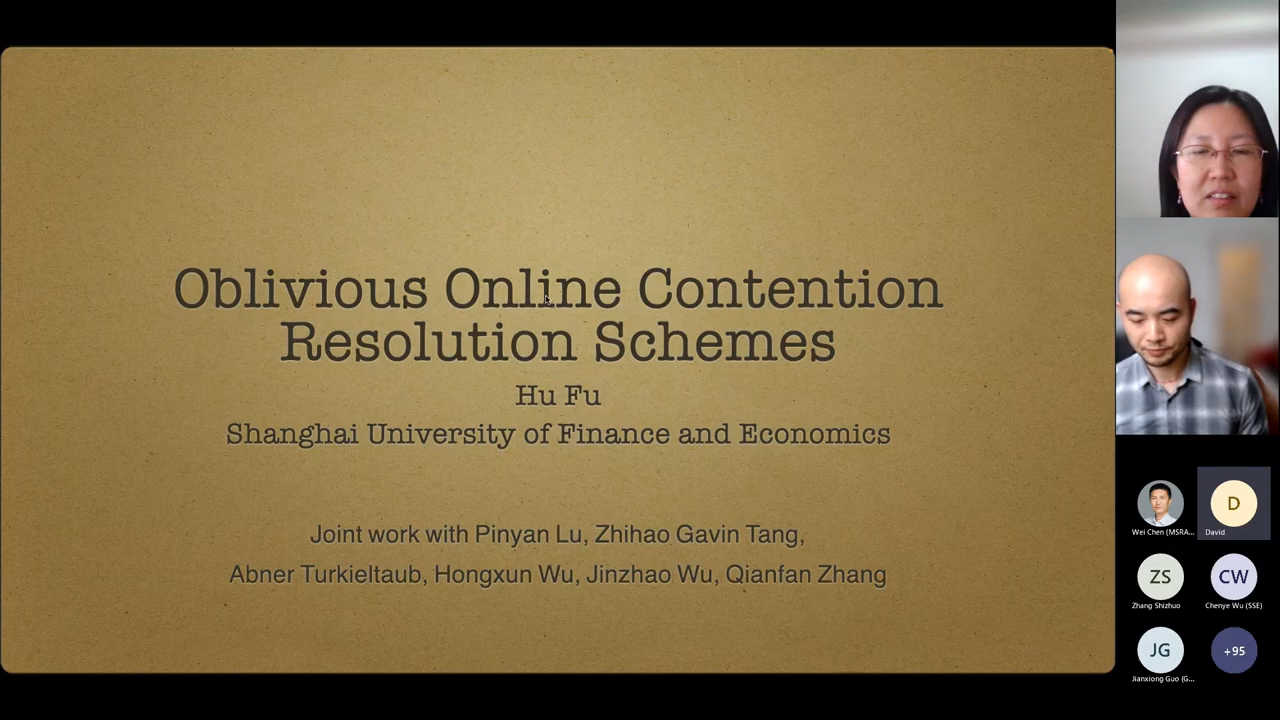 Oblivious Online Contention
Resolution Schemes
Hu Fu
Shanghai University of Finance and Economics
Joint work with Pinyan Lu, Zhihao Gavin Tang,
Abner Turkieltaub, Hongxun Wu, Jinzhao Wu, Qianfan Zhang
Wei Chen (MSRA...
D
David
ZS
Zhang Shizhuo
CW
Chenye Wu (SSE)
JG
Jianxiong Guo (G...
+95